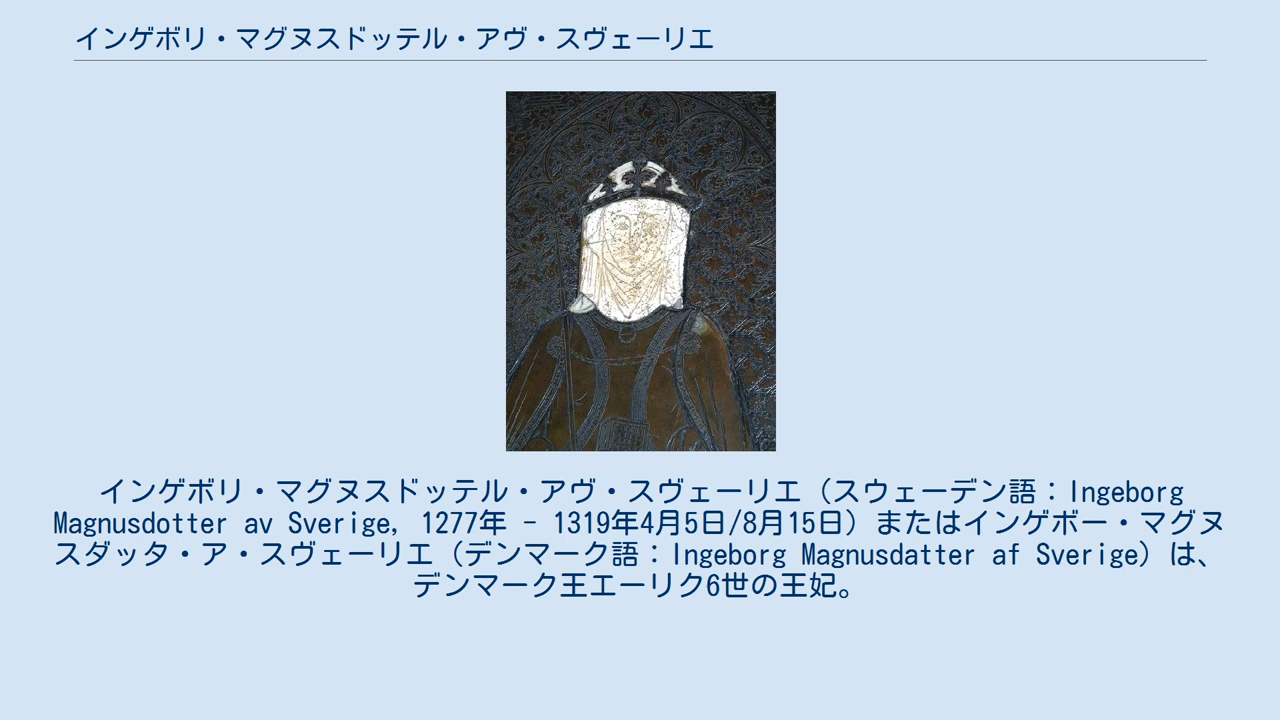 インゲボリ・マグヌスドッテル・アヴ・スヴェーリエ
インゲボリ・マグヌスドッテル・アヴ・スヴェーリエ（スウェーデン語：Ingeborg
Magnusdotter av Sverige, 1277年 - 1319年4月5日/8月15日）またはインゲボー・マグヌ
スダッタ・ア・スヴェーリエ（デンマーク語：Ingeborg Magnusdatter af Sverige）は、
デンマーク王エーリク6世の王妃。